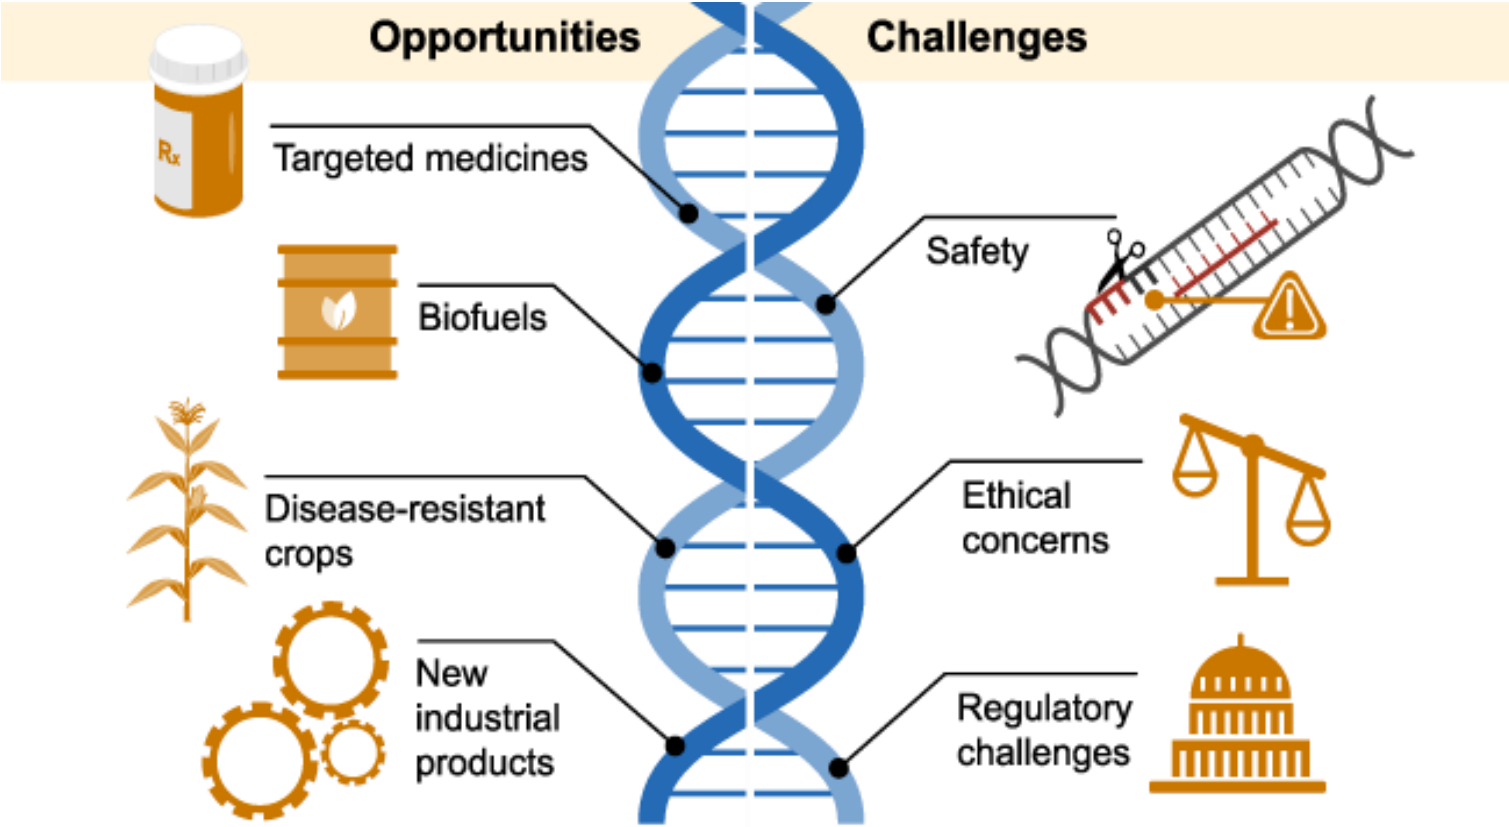 Opportunities
Challenges
Rx
Targeted medicines
Safety
Biofuels
Disease-resistant
crops
Ethical
concerns
New
industrial
products
Regulatory
challenges